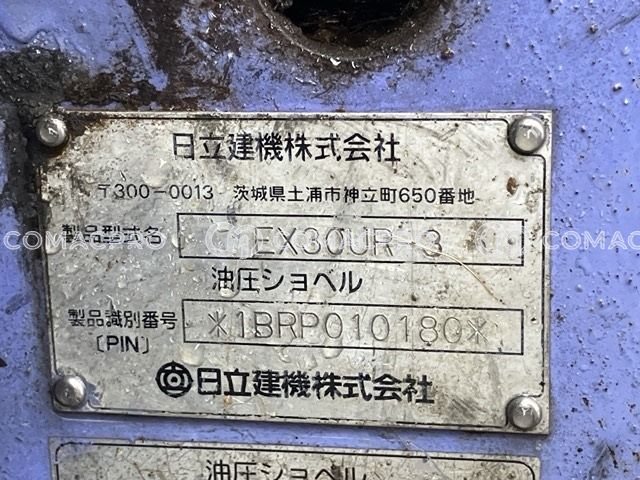 日立建機株式会社
〒300-0013 茨城県土浦市神立町650番地
製品型式名 EX30UR-3
油圧ショベル
製品識別番号 *1BRP010180*
〔PIN〕
日立建機株式会社
油圧ショベル